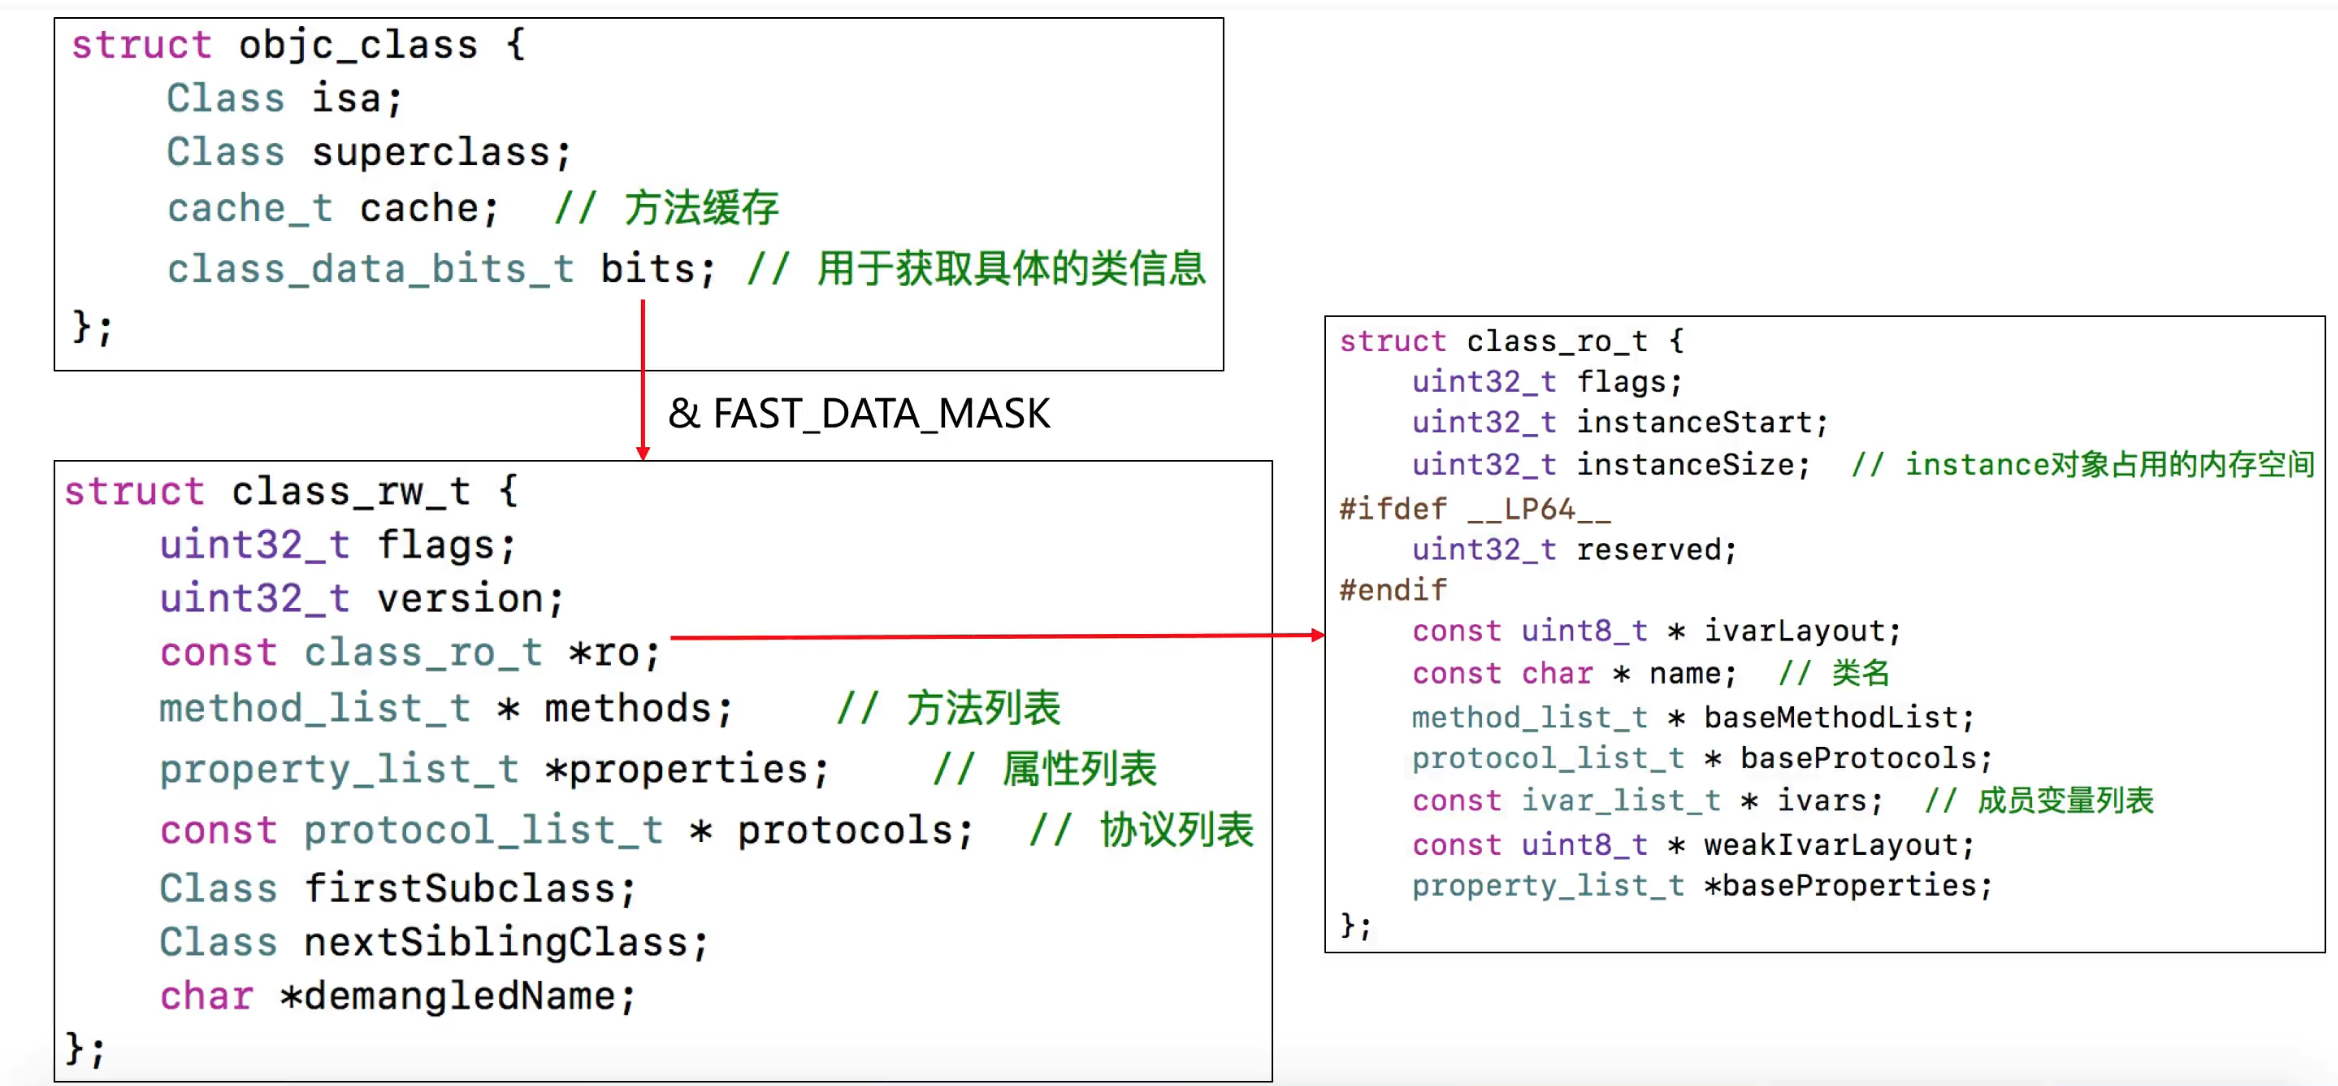 struct objc_class {
    Class isa;
    Class superclass;
    cache_t cache;  // 方法缓存
    class_data_bits_t bits; // 用于获取具体的类信息
};
& FAST_DATA_MASK
struct class_rw_t {
    uint32_t flags;
    uint32_t version;
    const class_ro_t *ro;
    method_list_t * methods;    // 方法列表
    property_list_t *properties;    // 属性列表
    const protocol_list_t * protocols;  // 协议列表
    Class firstSubclass;
    Class nextSiblingClass;
    char *demangledName;
};
struct class_ro_t {
    uint32_t flags;
    uint32_t instanceStart;
    uint32_t instanceSize;  // instance对象占用的内存空间
#ifdef __LP64__
    uint32_t reserved;
#endif
    const uint8_t * ivarLayout;
    const char * name;  // 类名
    method_list_t * baseMethodList;
    protocol_list_t * baseProtocols;
    const ivar_list_t * ivars;  // 成员变量列表
    const uint8_t * weakIvarLayout;
    property_list_t *baseProperties;
};